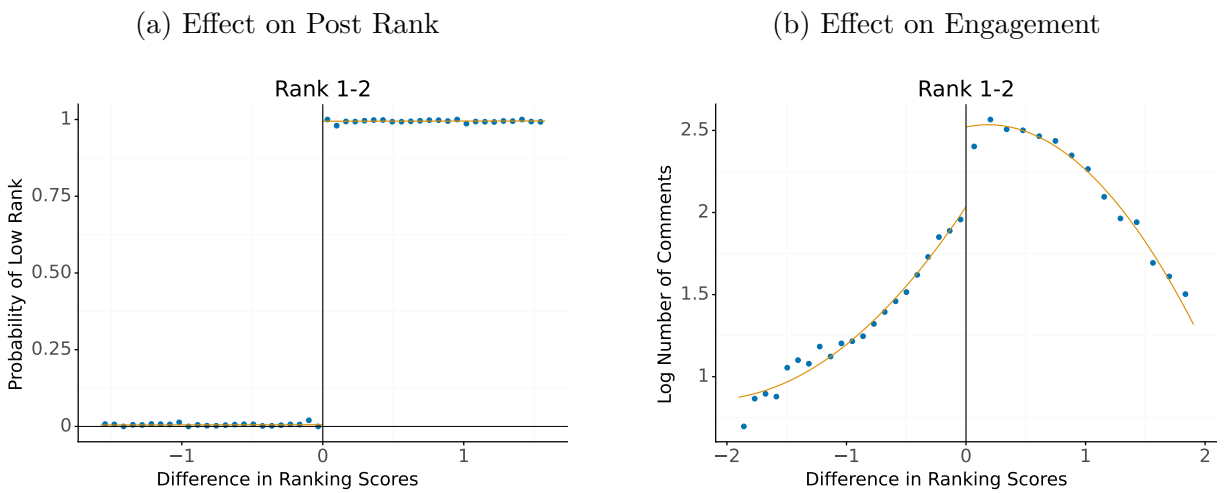 (a) Effect on Post Rank
Rank 1-2
Probability of Low Rank
1
0.75
0.50
0.25
0
−1
0
1
Difference in Ranking Scores
(b) Effect on Engagement
Rank 1-2
Log Number of Comments
2.5
2
1.5
1
−2
−1
0
1
2
Difference in Ranking Scores